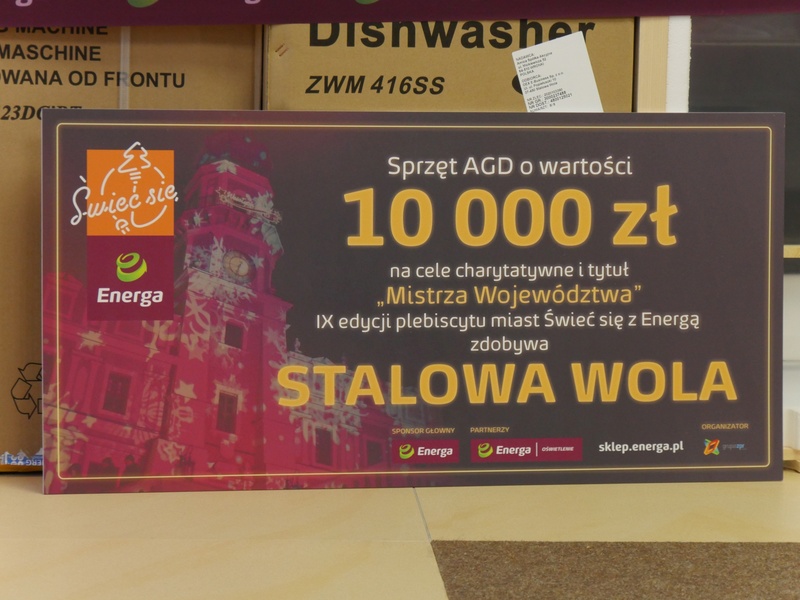 MACHINE
MASCHINE
OWANA OD FRONTU
Dishwasher
ZWM 416SS
Świeć się
Energa
Sprzęt AGD o wartości
10 000 zł
na cele charytatywne i tytuł
„Mistrza Województwa”
IX edycji plebiscytu miast Świeć się z Energą
zdobywa
STALOWA WOLA
SPONSOR GŁÓWNY
PARTNERZY
ORGANIZATOR
Energa
Energa OŚWIETLENIE
sklep.energa.pl